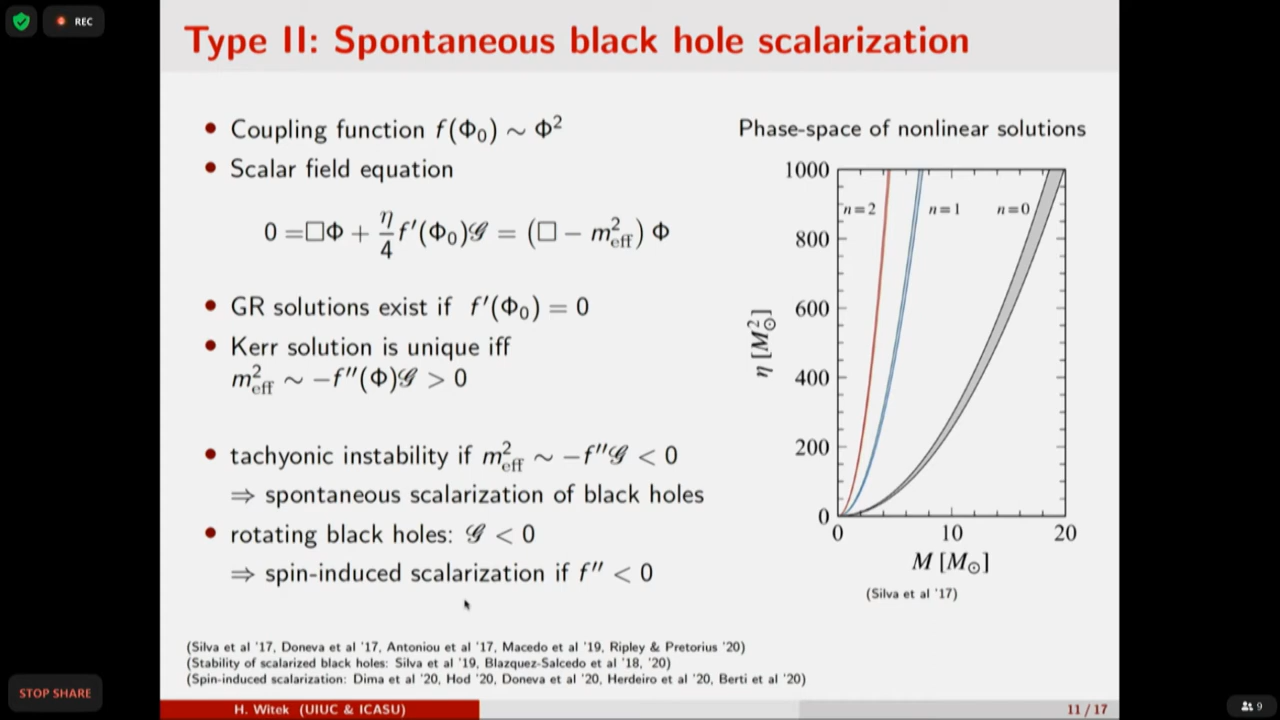 REC
Type II: Spontaneous black hole scalarization
• Coupling function f(Φ₀) ∼ Φ²
• Scalar field equation
0 =□Φ + η/4 f′(Φ₀)𝒢 = (□ − m²eff) Φ
• GR solutions exist if f′(Φ₀) = 0
• Kerr solution is unique iff
m²eff ∼ −f″(Φ)𝒢 > 0
• tachyonic instability if m²eff ∼ −f″𝒢 < 0
⇒ spontaneous scalarization of black holes
• rotating black holes: 𝒢 < 0
⇒ spin-induced scalarization if f″ < 0
Phase-space of nonlinear solutions
1000
800
600
400
200
0
η [M²⊙]
n=2 n=1 n=0
0 10 20
M [M⊙]
(Silva et al '17)
(Silva et al '17, Doneva et al '17, Antoniou et al '17, Macedo et al '19, Ripley & Pretorius '20)
(Stability of scalarized black holes: Silva et al '19, Blazquez-Salcedo et al '18, '20)
(Spin-induced scalarization: Dima et al '20, Hod '20, Doneva et al '20, Herdeiro et al '20, Berti et al '20)
STOP SHARE
H. Witek (UIUC & ICASU)
11 / 17
9